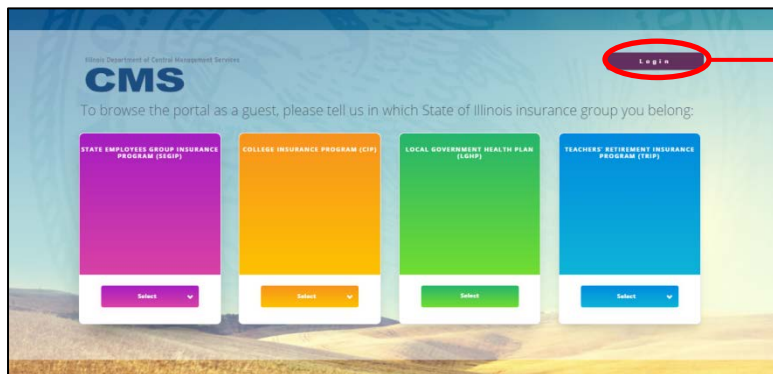 Illinois Department of Central Management Services
Login
CMS
To browse the portal as a guest, please tell us in which State of Illinois insurance group you belong:
STATE EMPLOYEES GROUP INSURANCE
PROGRAM (SEGIP)
COLLEGE INSURANCE PROGRAM (CIP)
LOCAL GOVERNMENT HEALTH PLAN
(LGHP)
TEACHERS' RETIREMENT INSURANCE
PROGRAM (TRIP)
Select
Select
Select
Select